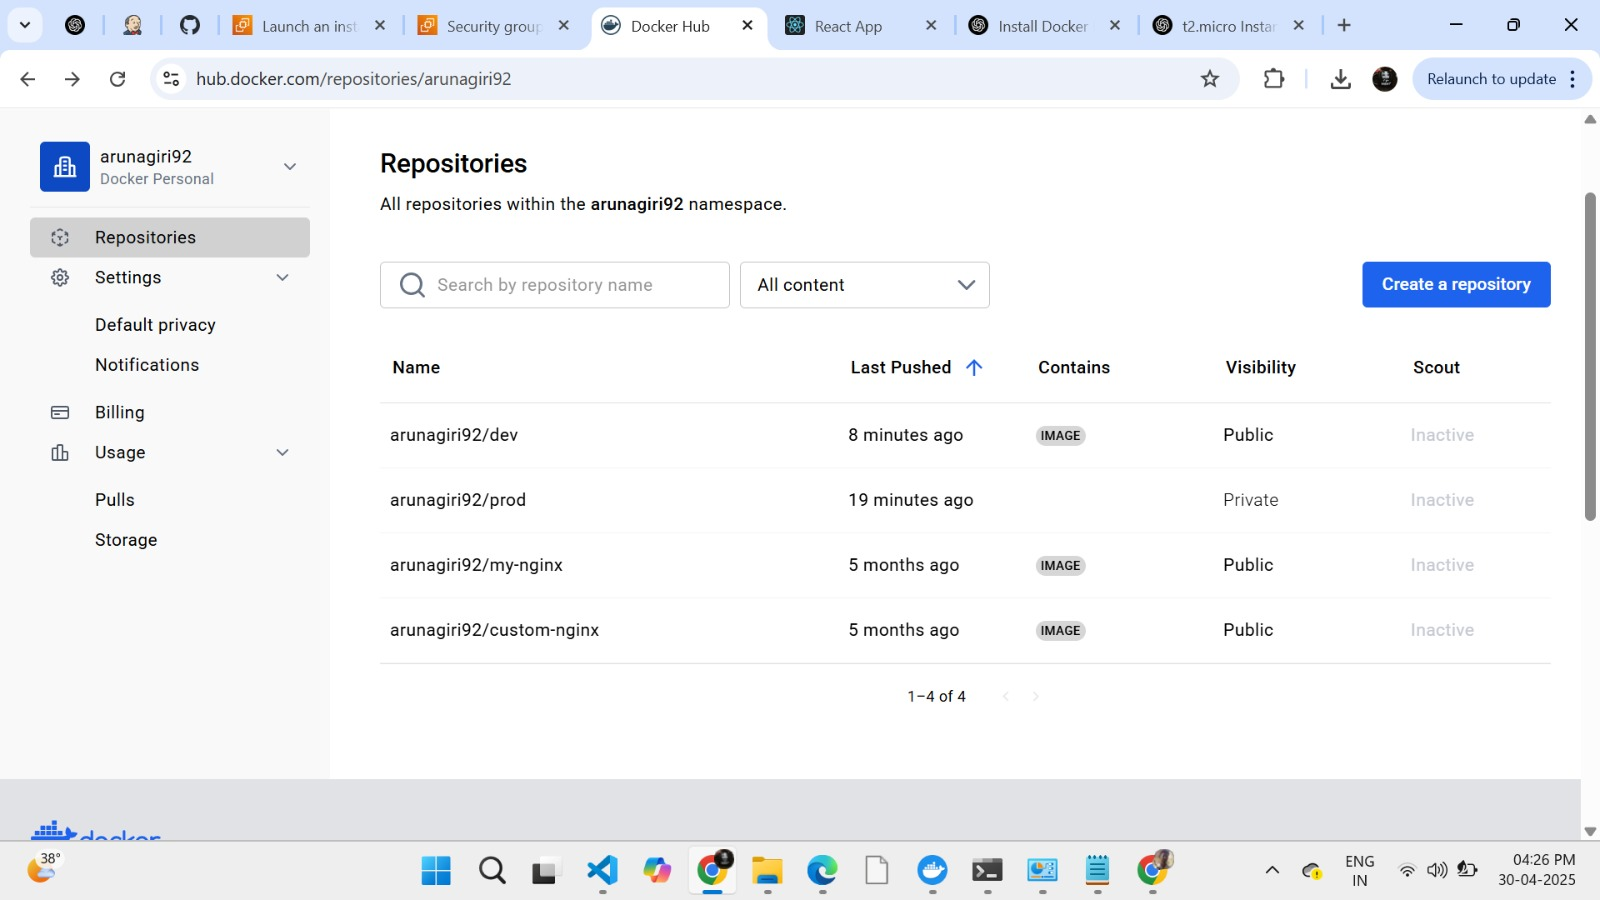 Launch an inst
Security group
Docker Hub
React App
Install Docker
t2.micro Instan
hub.docker.com/repositories/arunagiri92
Relaunch to update
arunagiri92
Docker Personal
Repositories
Settings
Default privacy
Notifications
Billing
Usage
Pulls
Storage
Repositories
All repositories within the arunagiri92 namespace.
Search by repository name
All content
Create a repository
Name Last Pushed Contains Visibility Scout
arunagiri92/dev 8 minutes ago IMAGE Public Inactive
arunagiri92/prod 19 minutes ago Private Inactive
arunagiri92/my-nginx 5 months ago IMAGE Public Inactive
arunagiri92/custom-nginx 5 months ago IMAGE Public Inactive
1–4 of 4
docker
38°
ENG
IN
04:26 PM
30-04-2025